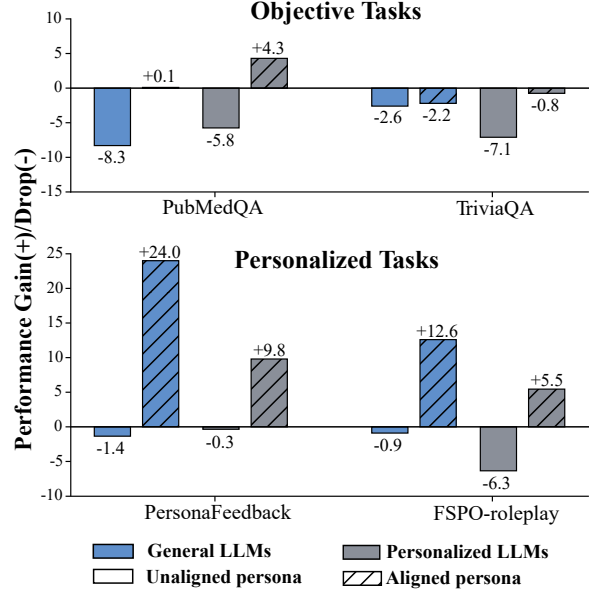 Objective Tasks
Performance Gain(+)/Drop(-)
10
5
0
-5
-10
-15
-8.3
+0.1
-5.8
+4.3
-2.6
-2.2
-7.1
-0.8
PubMedQA
TriviaQA
Personalized Tasks
25
20
15
10
5
0
-5
-10
-1.4
+24.0
-0.3
+9.8
-0.9
+12.6
-6.3
+5.5
PersonaFeedback
FSPO-roleplay
General LLMs
Personalized LLMs
Unaligned persona
Aligned persona